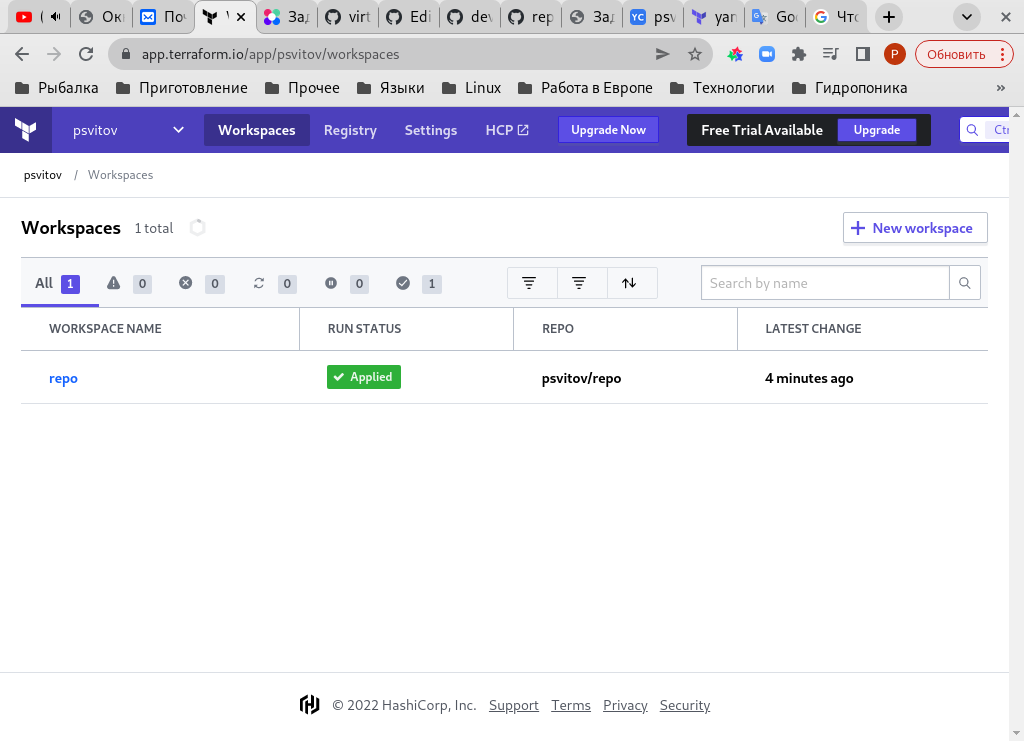 ( Окн Поч V Зад virt Edi dev rep Зад psv yan Goo Чтс
app.terraform.io/app/psvitov/workspaces P Обновить
Рыбалка Приготовление Прочее Языки Linux Работа в Европе Технологии Гидропоника »
psvitov Workspaces Registry Settings HCP Upgrade Now Free Trial Available Upgrade Ctr
psvitov / Workspaces
Workspaces 1 total + New workspace
All 1 0 0 0 0 1 Search by name
WORKSPACE NAME RUN STATUS REPO LATEST CHANGE
repo Applied psvitov/repo 4 minutes ago
© 2022 HashiCorp, Inc. Support Terms Privacy Security